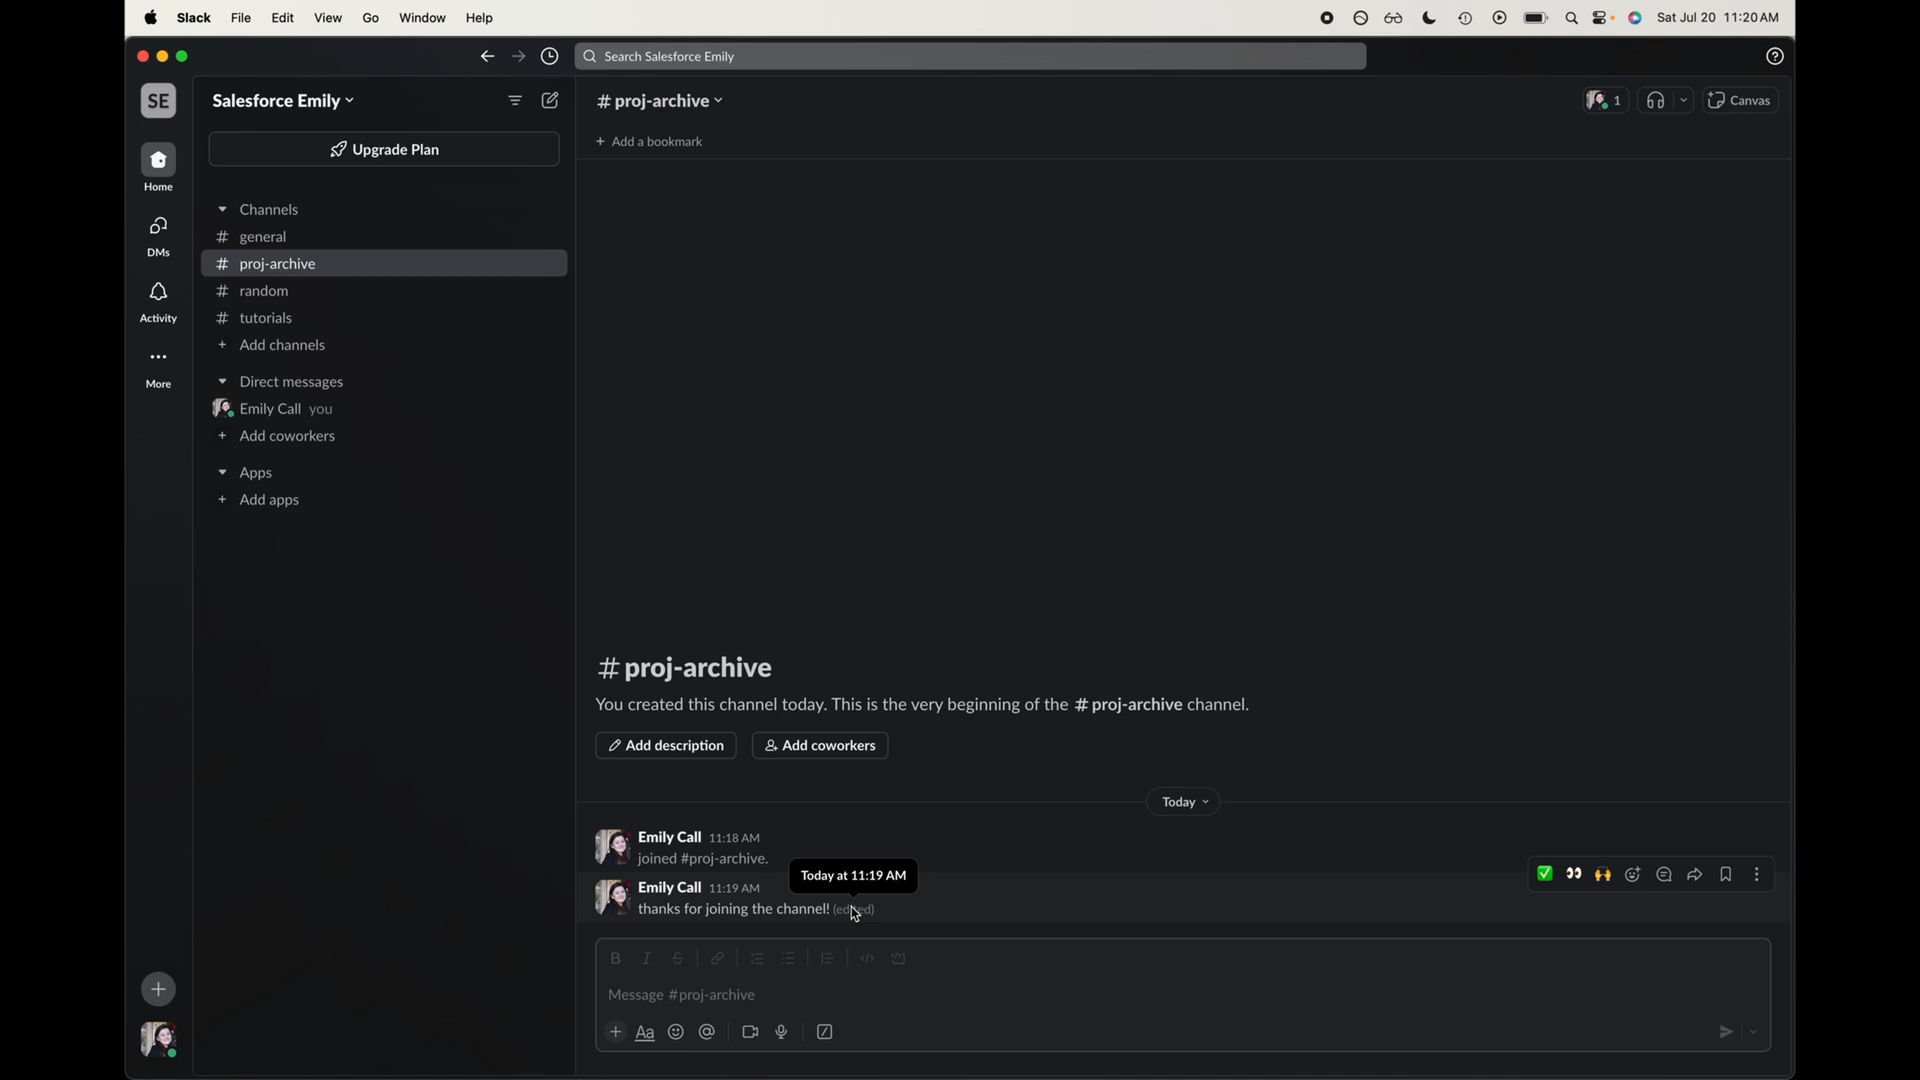 Slack File Edit View Go Window Help Sat Jul 20 11:20 AM
Search Salesforce Emily
SE
Home
DMs
Activity
More
Salesforce Emily
Upgrade Plan
Channels
# general
# proj-archive
# random
# tutorials
+ Add channels
Direct messages
Emily Call you
+ Add coworkers
Apps
+ Add apps
# proj-archive
1
Canvas
+ Add a bookmark
# proj-archive
You created this channel today. This is the very beginning of the # proj-archive channel.
Add description
Add coworkers
Today
Emily Call 11:18 AM
joined #proj-archive.
Today at 11:19 AM
Emily Call 11:19 AM
thanks for joining the channel! (edited)
B I S
Message #proj-archive
+ Aa @